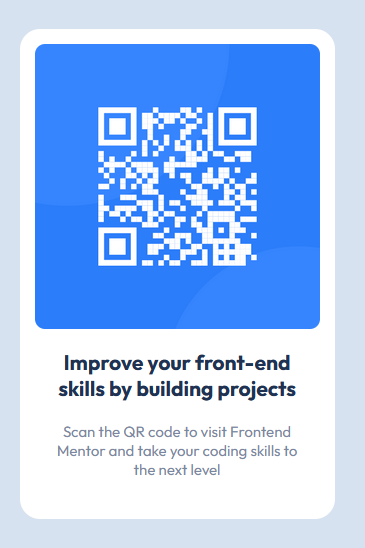 Improve your front-end
skills by building projects
Scan the QR code to visit Frontend
Mentor and take your coding skills to
the next level